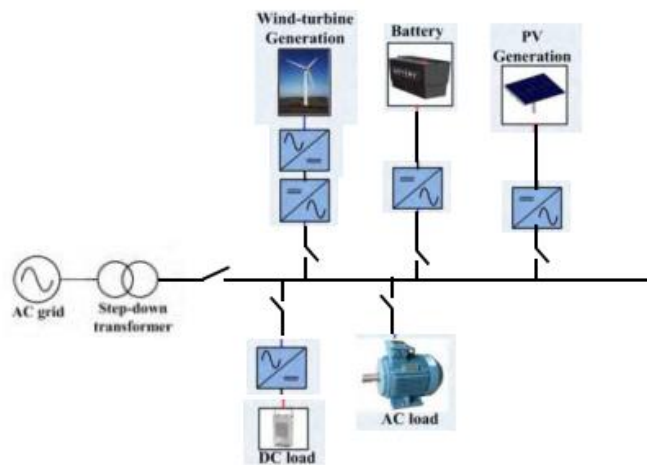 Wind-turbine
Generation
Battery
PV
Generation
AC grid
Step-down
transformer
DC load
AC load